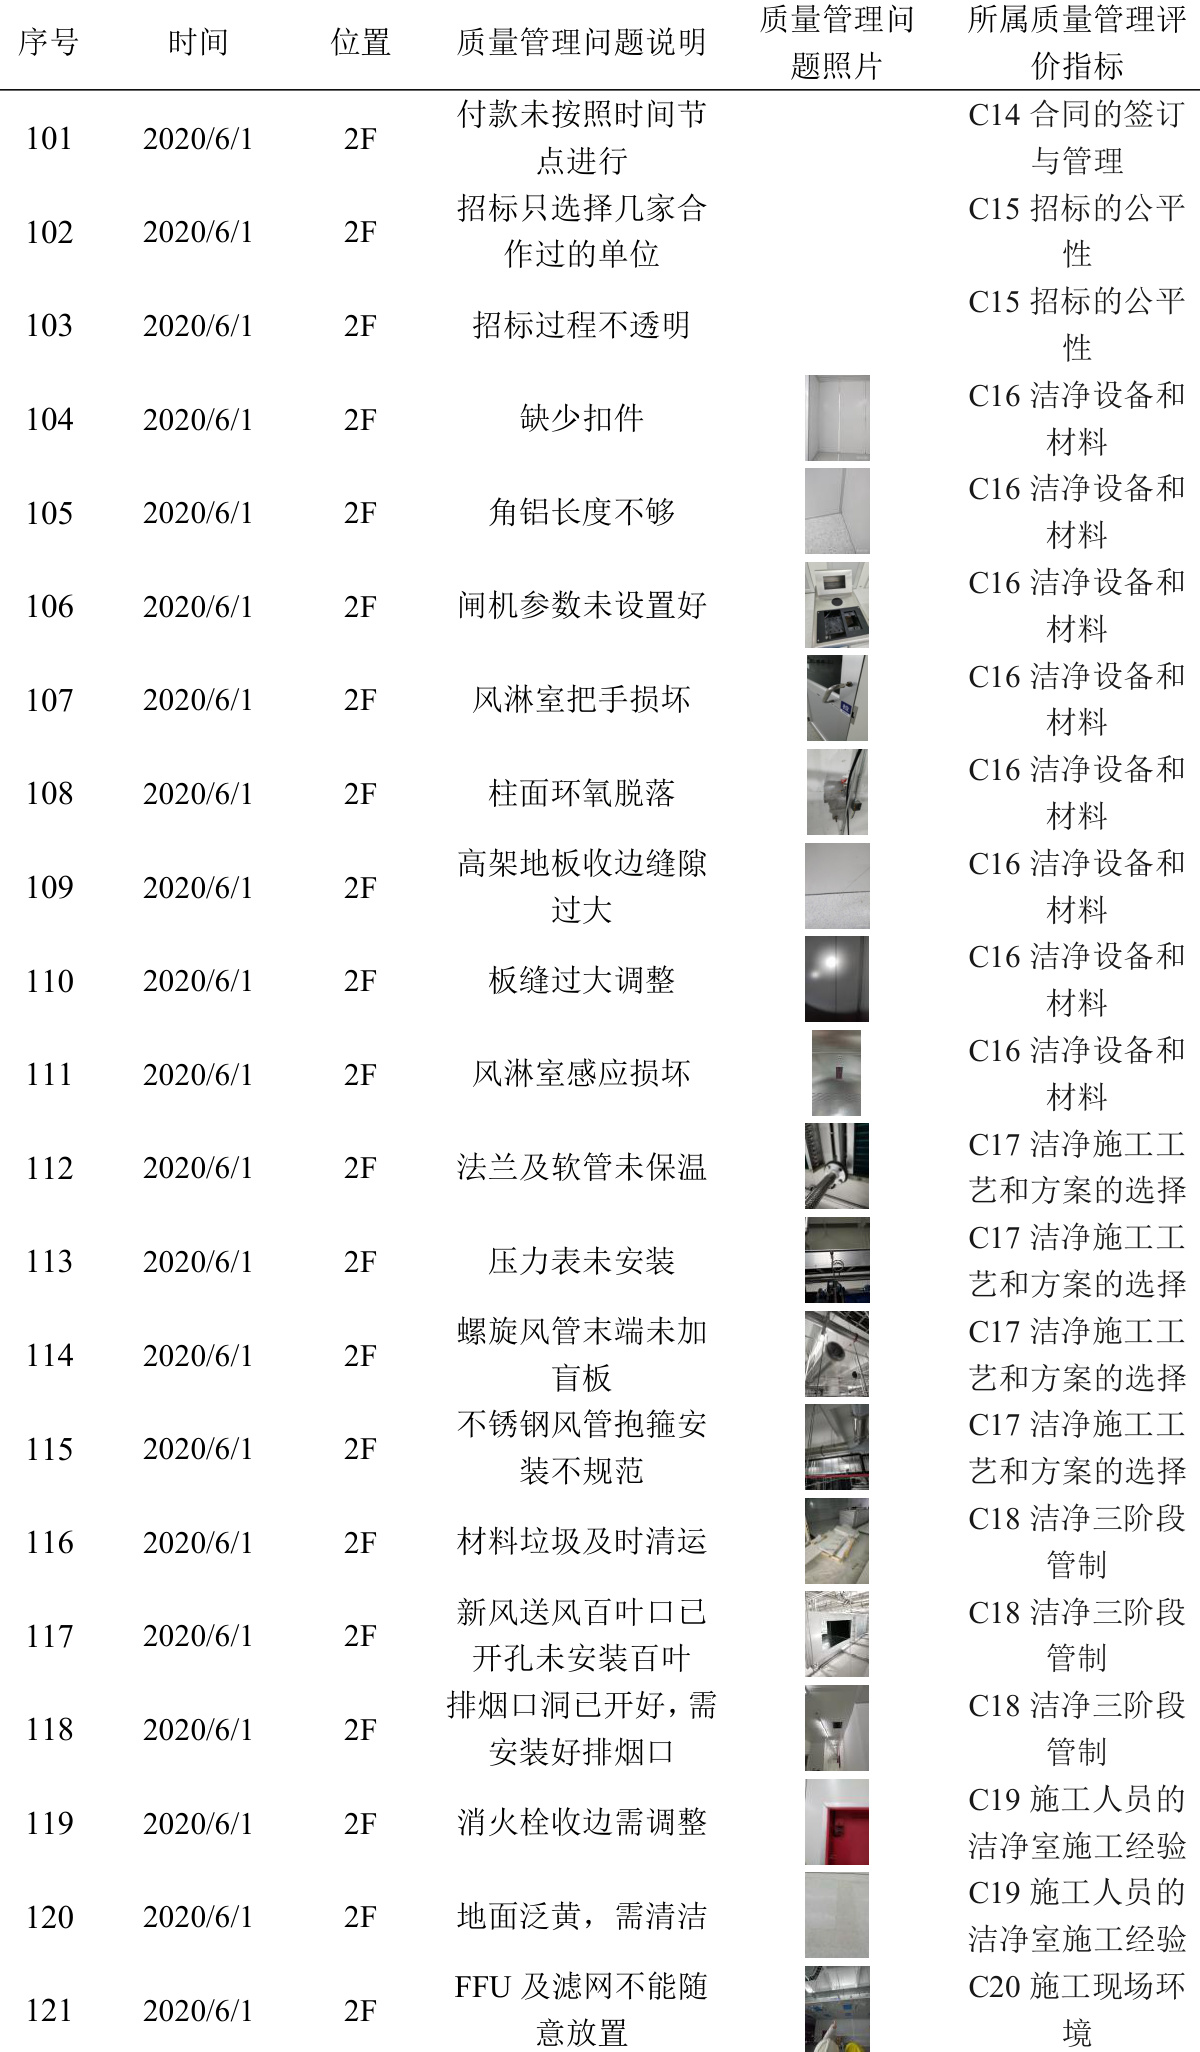 序号 时间 位置 质量管理问题说明 质量管理问题照片 所属质量管理评价指标
101 2020/6/1 2F 付款未按照时间节点进行 C14 合同的签订与管理
102 2020/6/1 2F 招标只选择几家合作过的单位 C15 招标的公平性
103 2020/6/1 2F 招标过程不透明 C15 招标的公平性
104 2020/6/1 2F 缺少扣件 C16 洁净设备和材料
105 2020/6/1 2F 角铝长度不够 C16 洁净设备和材料
106 2020/6/1 2F 闸机参数未设置好 C16 洁净设备和材料
107 2020/6/1 2F 风淋室把手损坏 C16 洁净设备和材料
108 2020/6/1 2F 柱面环氧脱落 C16 洁净设备和材料
109 2020/6/1 2F 高架地板收边缝隙过大 C16 洁净设备和材料
110 2020/6/1 2F 板缝过大调整 C16 洁净设备和材料
111 2020/6/1 2F 风淋室感应损坏 C16 洁净设备和材料
112 2020/6/1 2F 法兰及软管未保温 C17 洁净施工工艺和方案的选择
113 2020/6/1 2F 压力表未安装 C17 洁净施工工艺和方案的选择
114 2020/6/1 2F 螺旋风管末端未加盲板 C17 洁净施工工艺和方案的选择
115 2020/6/1 2F 不锈钢风管抱箍安装不规范 C17 洁净施工工艺和方案的选择
116 2020/6/1 2F 材料垃圾及时清运 C18 洁净三阶段管制
117 2020/6/1 2F 新风送风百叶口已开孔未安装百叶 C18 洁净三阶段管制
118 2020/6/1 2F 排烟口洞已开好，需安装好排烟口 C18 洁净三阶段管制
119 2020/6/1 2F 消火栓收边需调整 C19 施工人员的洁净室施工经验
120 2020/6/1 2F 地面泛黄，需清洁 C19 施工人员的洁净室施工经验
121 2020/6/1 2F FFU 及滤网不能随意放置 C20 施工现场环境